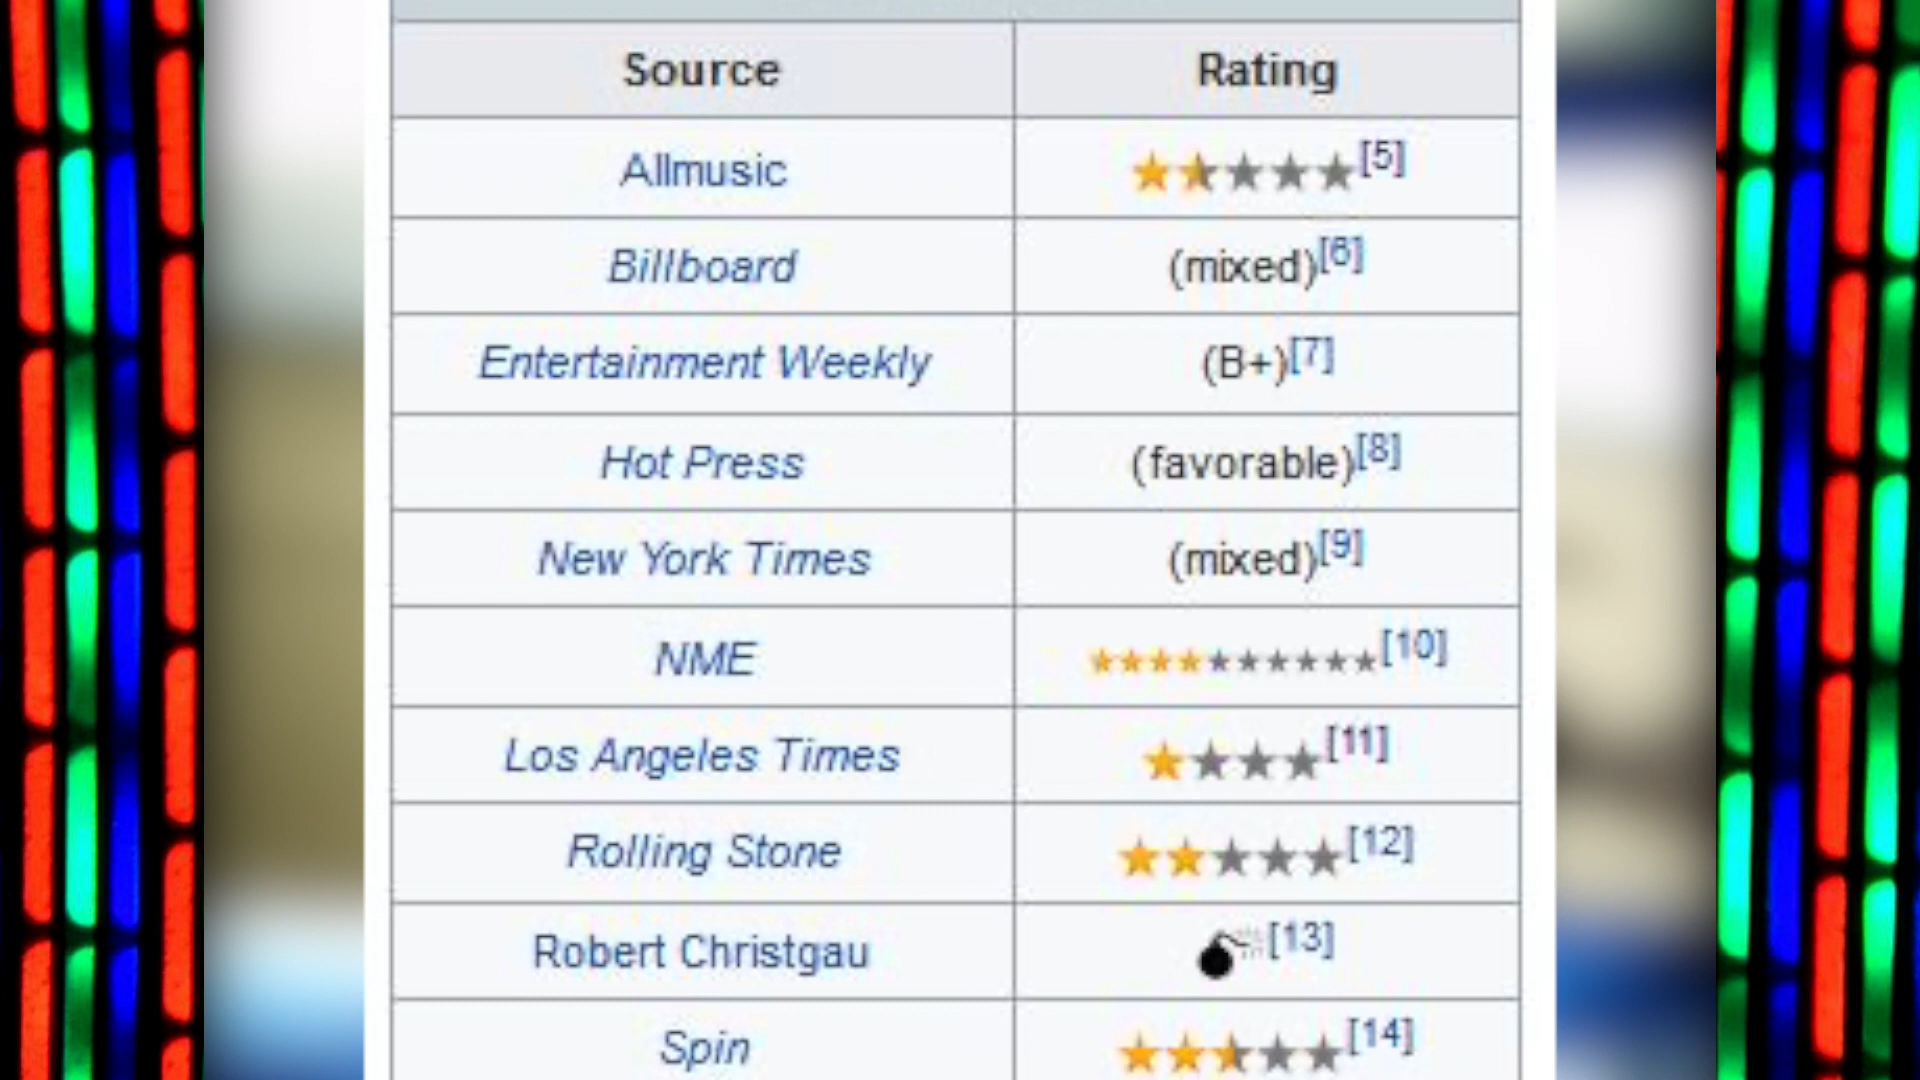 Source Rating
Allmusic [5]
Billboard (mixed)[6]
Entertainment Weekly (B+)[7]
Hot Press (favorable)[8]
New York Times (mixed)[9]
NME [10]
Los Angeles Times [11]
Rolling Stone [12]
Robert Christgau [13]
Spin [14]